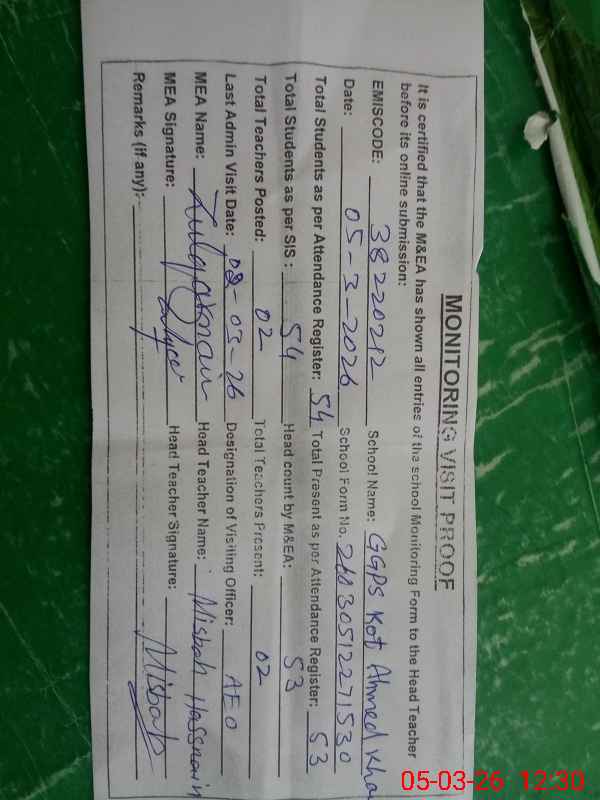 MONITORING VISIT PROOF
It is certified that the M&EA has shown all entries of the school Monitoring Form to the Head Teacher
before its online submission:
EMISCODE: 38220212 School Name: GGPS Kot Ahmed Kha
Date: 05-3-2026 School Form No. 26030512271530
Total Students as per Attendance Register: 54 Total Present as per Attendance Register: 53
Total Students as per SIS : 54 Head count by M&EA: 53
Total Teachers Posted: 02 Total Teachers Present: 02
Last Admin Visit Date: 02-03-26 Designation of Visiting Officer: AEO
MEA Name: Head Teacher Name: Misbah Hassnain
MEA Signature: Head Teacher Signature: Misbah
Remarks (if any):-
05-03-26 12:30